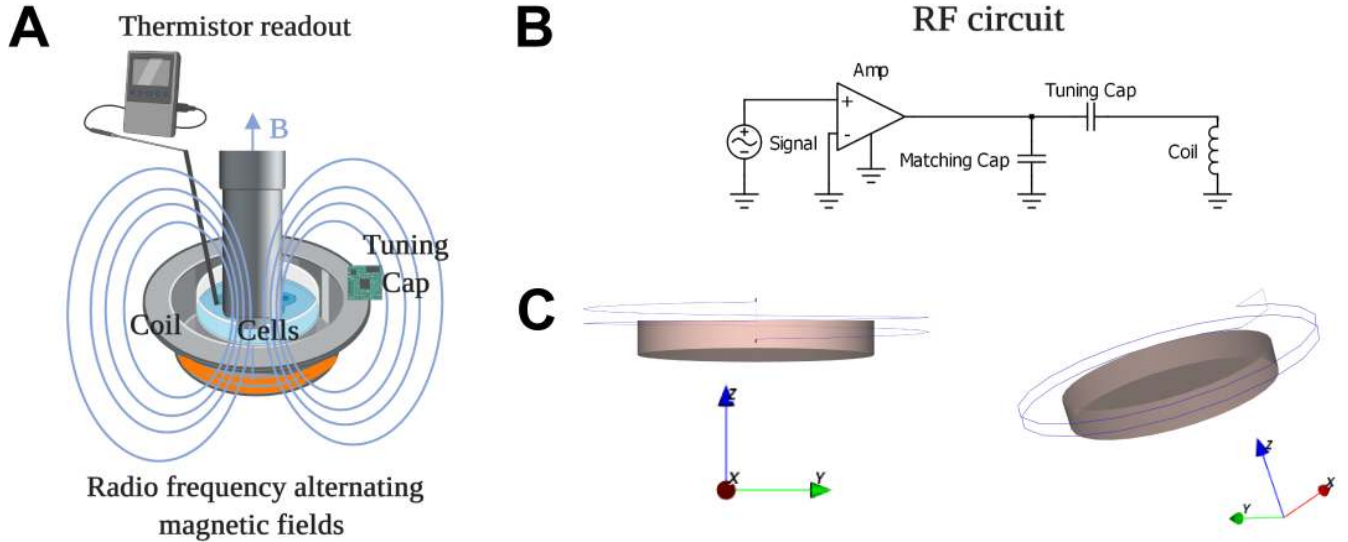 A
Thermistor readout
B
Tuning
Cap
Coil
Cells
Radio frequency alternating
magnetic fields
B
RF circuit
Amp
+
-
Signal
Tuning Cap
Matching Cap
Coil
C
Z
X
Y
Z
X
Y